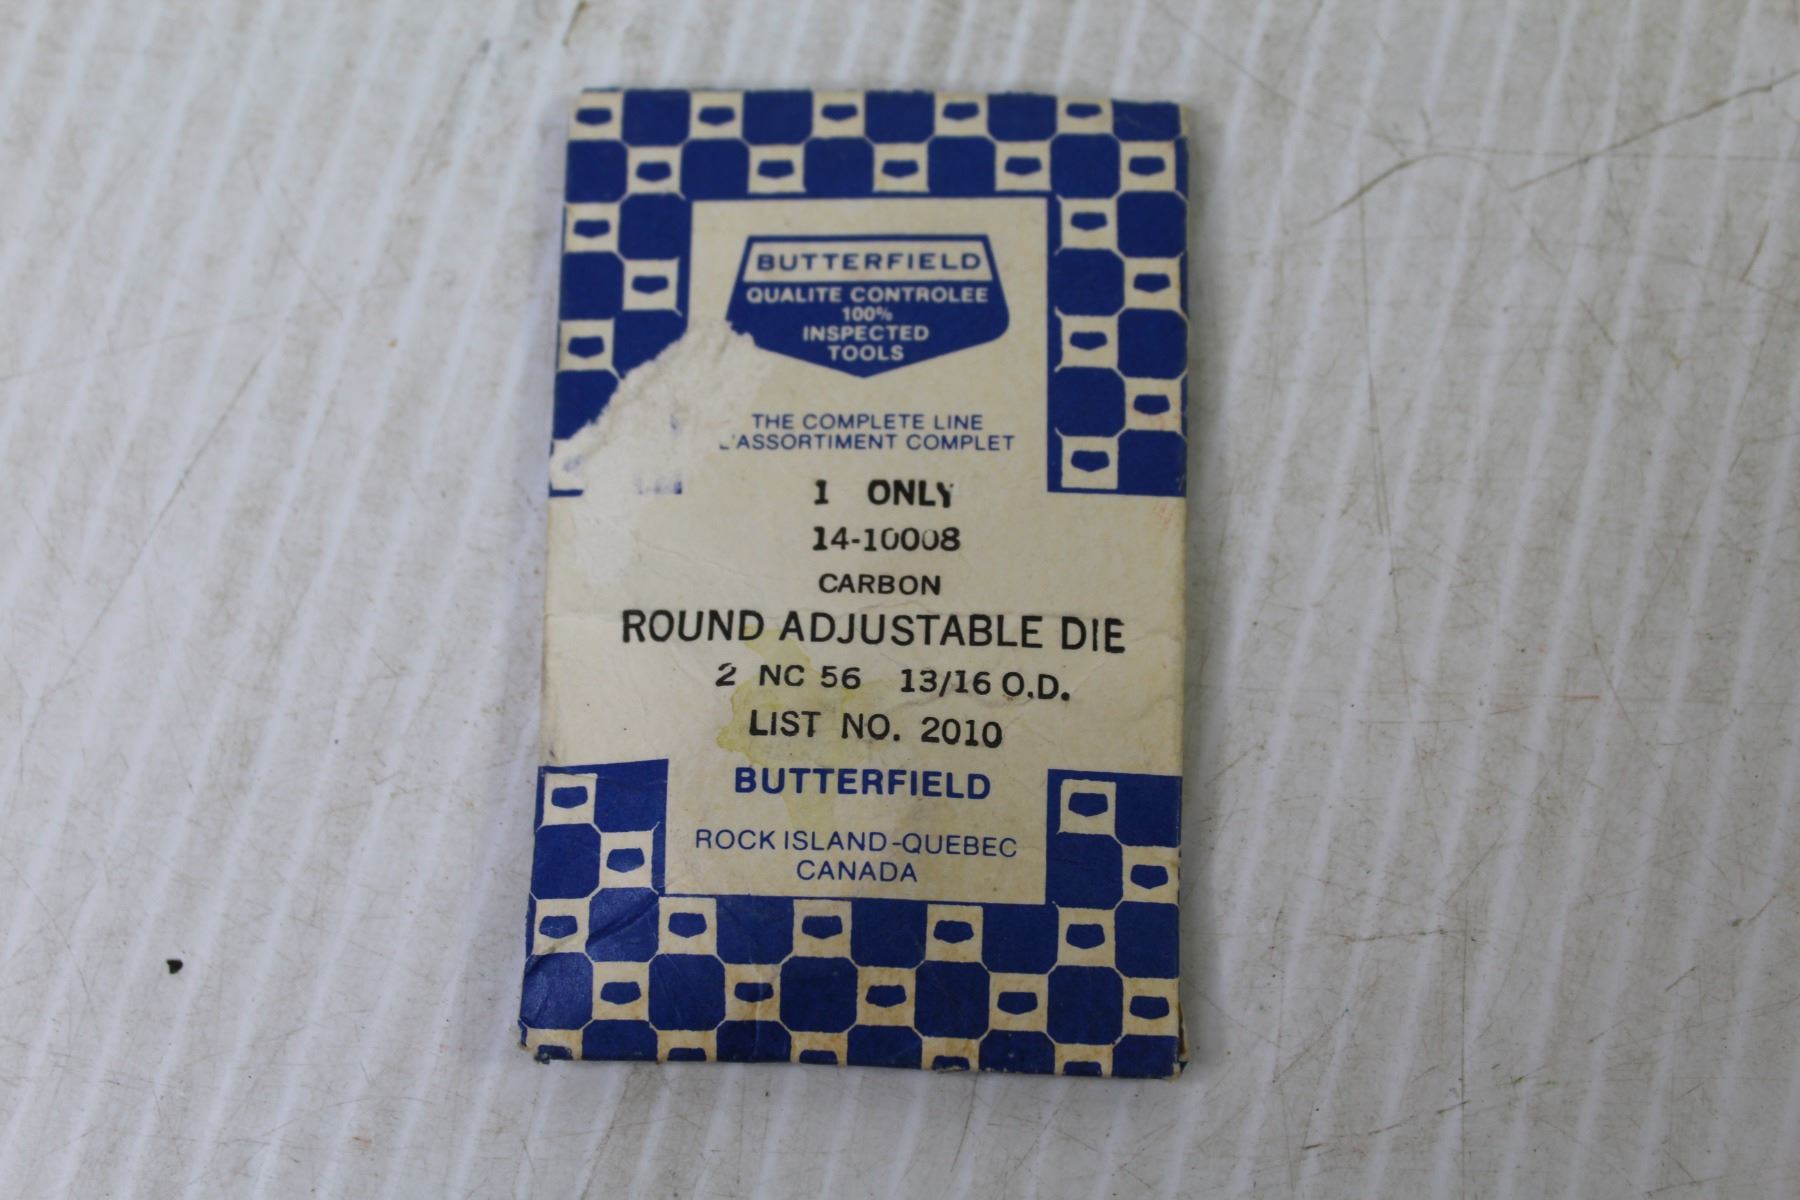 BUTTERFIELD
QUALITE CONTROLEE
100%
INSPECTED
TOOLS
THE COMPLETE LINE
L'ASSORTIMENT COMPLET
1 ONLY
14-10008
CARBON
ROUND ADJUSTABLE DIE
2 NC 56 13/16 O.D.
LIST NO. 2010
BUTTERFIELD
ROCK ISLAND-QUEBEC
CANADA